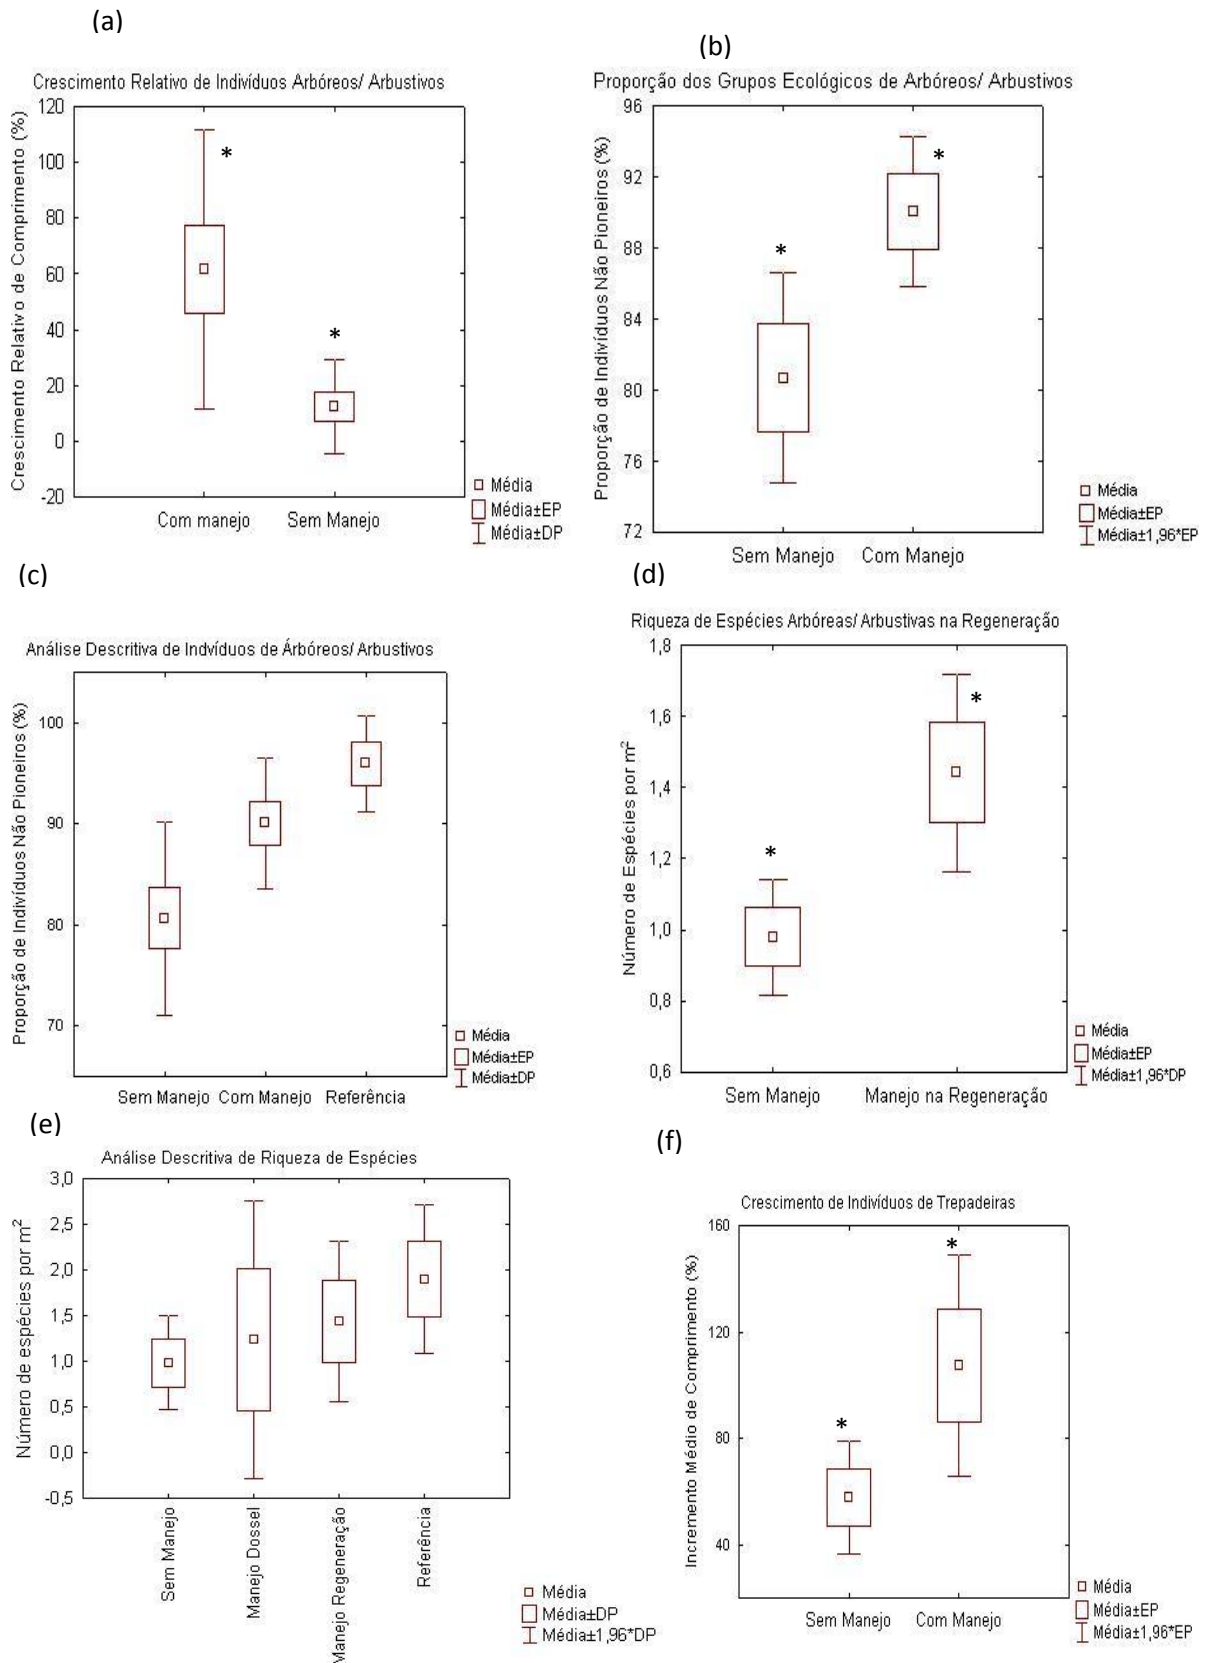 (a)
Crescimento Relativo de Indivíduos Arbóreos/ Arbustivos
Crescimento Relativo de Comprimento (%)
120
100
80
60
40
20
0
-20
*
*
Com manejo Sem Manejo
Média
Média±EP
Média±DP
(b)
Proporção dos Grupos Ecológicos de Arbóreos/ Arbustivos
Proporção de Indivíduos Não Pioneiros (%)
96
92
88
84
80
76
72
*
*
Sem Manejo Com Manejo
Média
Média±EP
Média±1,96*EP
(c)
Análise Descritiva de Indvíduos de Árbóreos/ Arbustivos
Proporção de Indivíduos Não Pioneiros (%)
100
90
80
70
Sem Manejo Com Manejo Referência
Média
Média±EP
Média±DP
(d)
Riqueza de Espécies Arbóreas/ Arbustivas na Regeneração
Número de Espécies por m²
1,8
1,6
1,4
1,2
1,0
0,8
0,6
*
*
Sem Manejo Manejo na Regeneração
Média
Média±EP
Média±1,96*DP
(e)
Análise Descritiva de Riqueza de Espécies
Número de espécies por m²
3,0
2,5
2,0
1,5
1,0
0,5
0,0
-0,5
Sem Manejo
Manejo Dossel
Manejo Regeneração
Referência
Média
Média±DP
Média±1,96*DP
(f)
Crescimento de Indivíduos de Trepadeiras
Incremento Médio de Comprimento (%)
160
120
80
40
*
*
Sem Manejo Com Manejo
Média
Média±EP
Média±1,96*EP